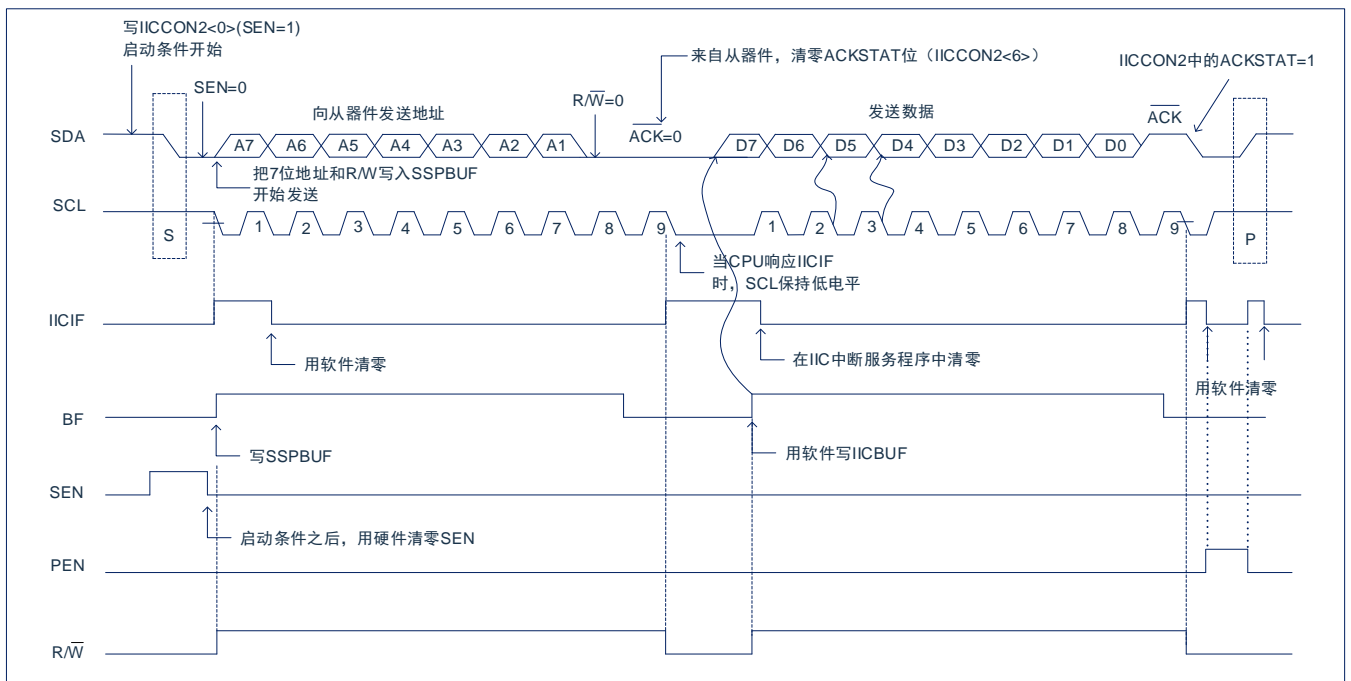 写IICCON2<0>(SEN=1)
启动条件开始
来自从器件，清零ACKSTAT位（IICCON2<6>）
IICCON2中的ACKSTAT=1
SEN=0
向从器件发送地址
R/W=0
ACK=0
发送数据
ACK
SDA
A7 A6 A5 A4 A3 A2 A1
D7 D6 D5 D4 D3 D2 D1 D0
把7位地址和R/W写入SSPBUF
开始发送
SCL
S
1 2 3 4 5 6 7 8 9
1 2 3 4 5 6 7 8 9
P
当CPU响应IICIF
时，SCL保持低电平
IICIF
用软件清零
在IIC中断服务程序中清零
用软件清零
BF
写SSPBUF
用软件写IICBUF
SEN
启动条件之后，用硬件清零SEN
PEN
R/W